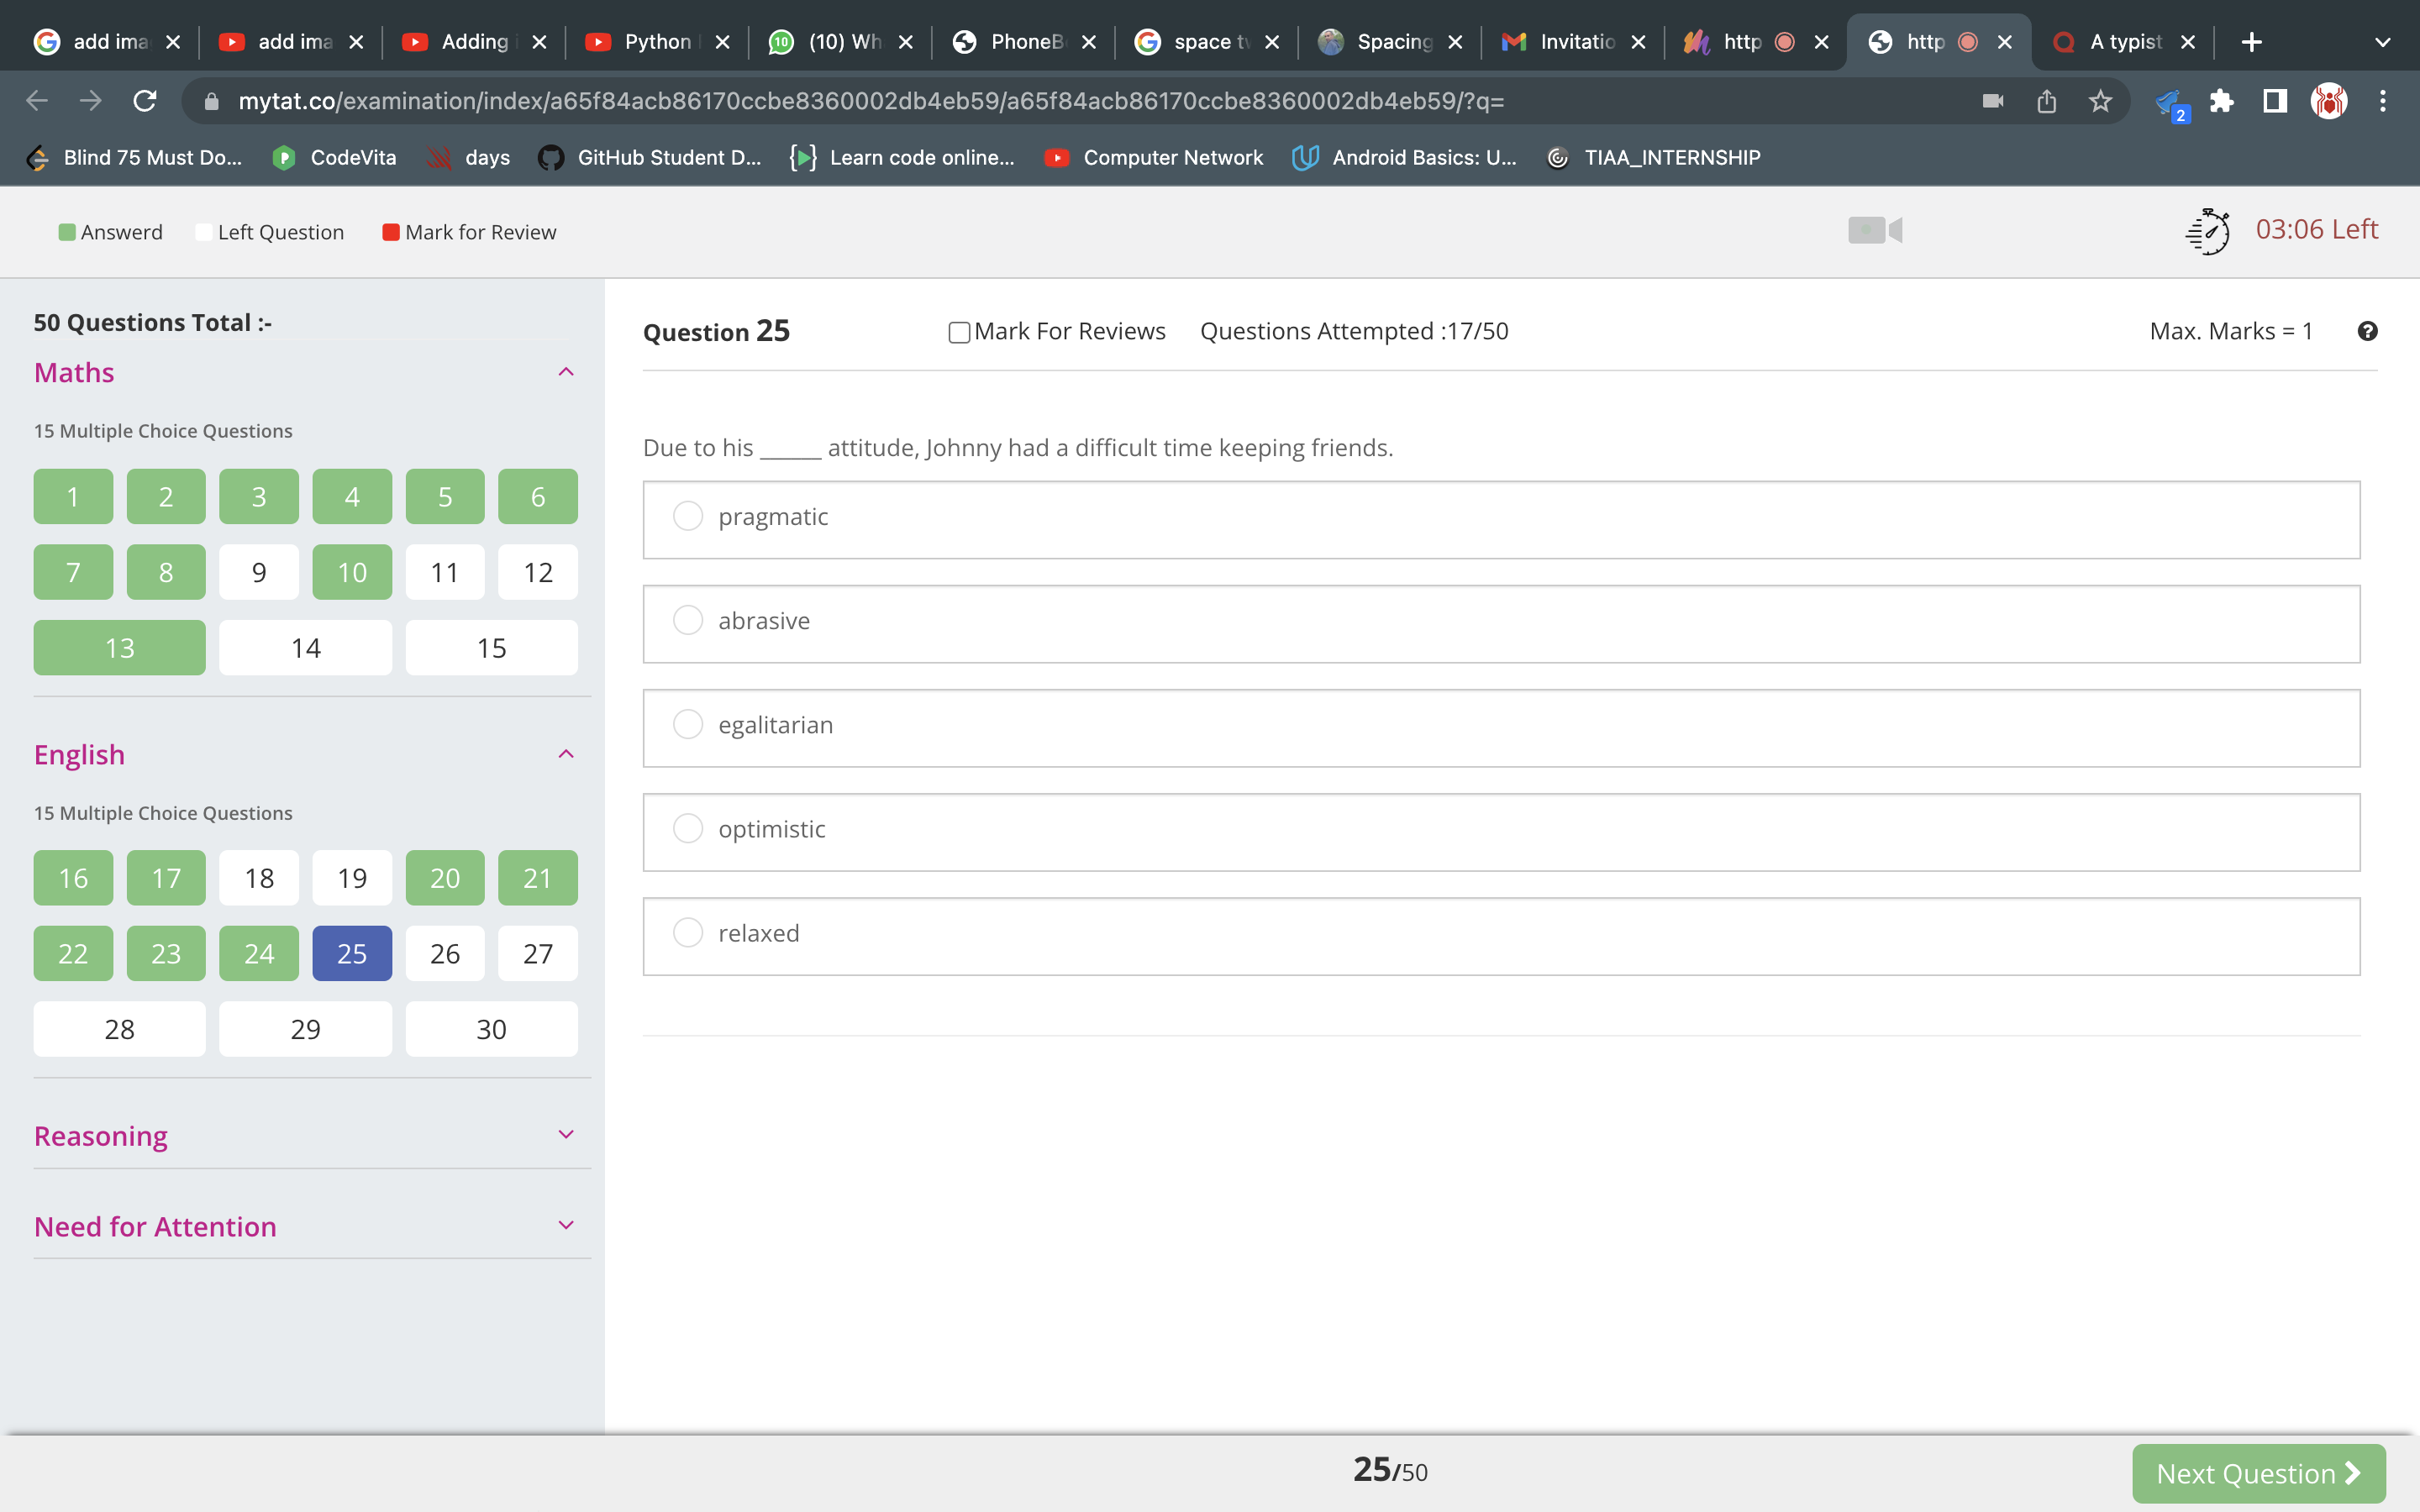 add ima
add ima
Adding
Python
(10) Wh
PhoneB
space tw
Spacing
Invitatio
http
http
A typist
mytat.co/examination/index/a65f84acb86170ccbe8360002db4eb59/a65f84acb86170ccbe8360002db4eb59/?q=
2
Blind 75 Must Do...
CodeVita
days
GitHub Student D...
Learn code online...
Computer Network
Android Basics: U...
TIAA_INTERNSHIP
Answerd
Left Question
Mark for Review
03:06 Left
50 Questions Total :-
Maths
15 Multiple Choice Questions
1 2 3 4 5 6
7 8 9 10 11 12
13 14 15
English
15 Multiple Choice Questions
16 17 18 19 20 21
22 23 24 25 26 27
28 29 30
Reasoning
Need for Attention
Question 25
Mark For Reviews
Questions Attempted :17/50
Max. Marks = 1
Due to his _____ attitude, Johnny had a difficult time keeping friends.
pragmatic
abrasive
egalitarian
optimistic
relaxed
25/50
Next Question